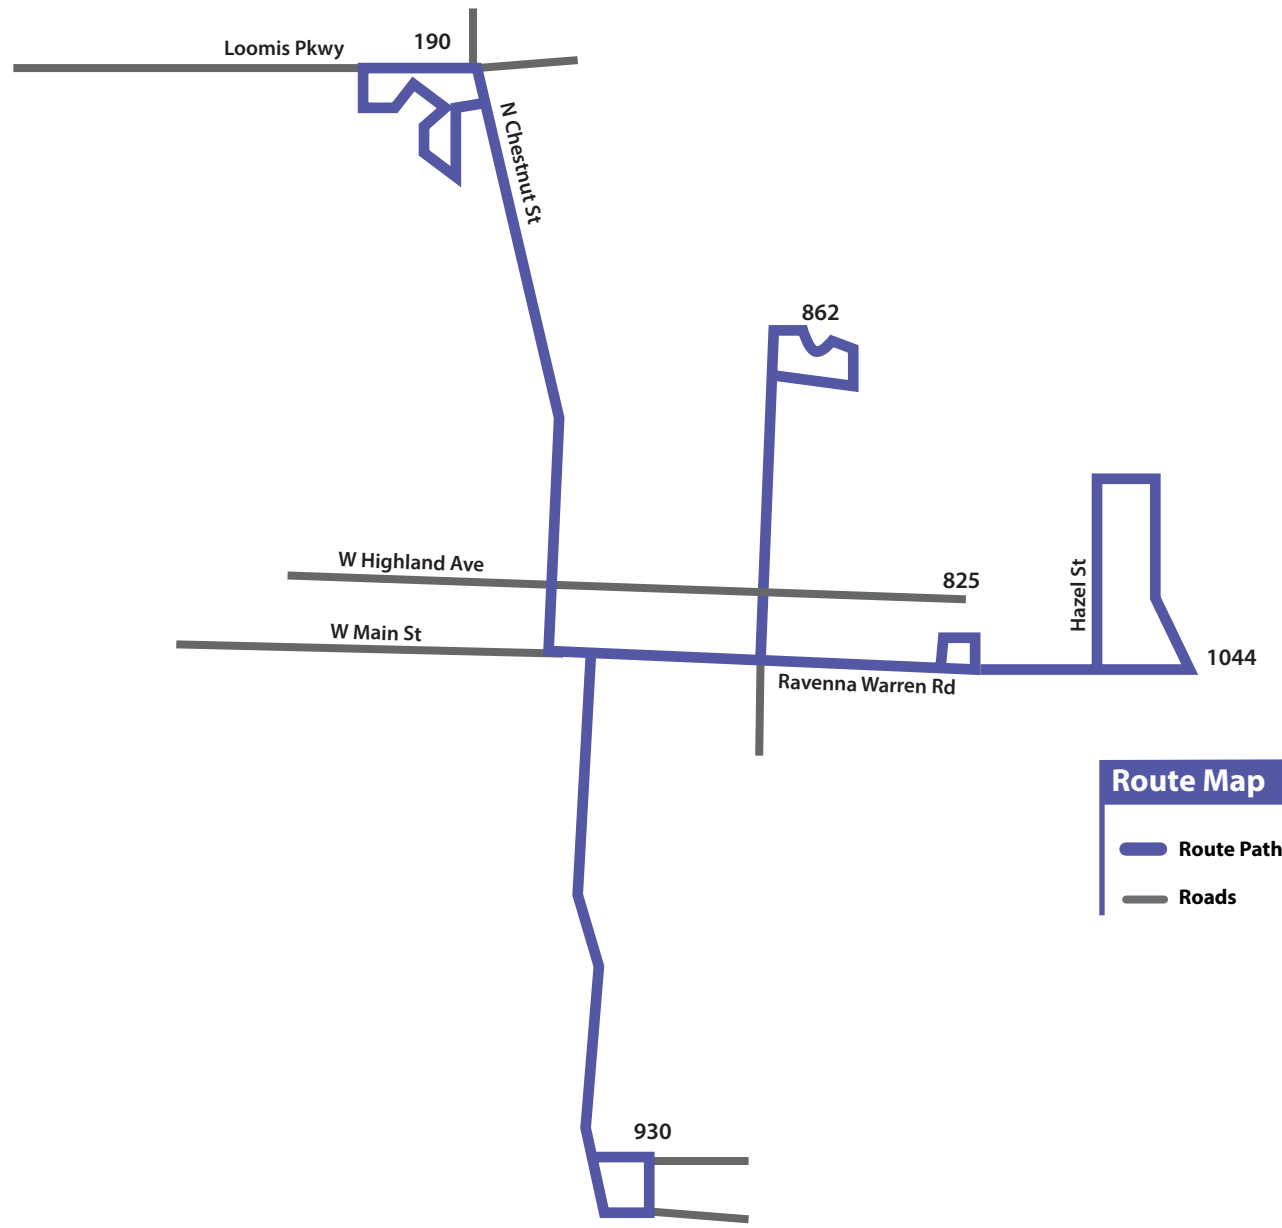 190
Loomis Pkwy
N Chestnut St
862
W Highland Ave
825
Hazel St
W Main St
1044
Ravenna Warren Rd
Route Map
Route Path
Roads
930